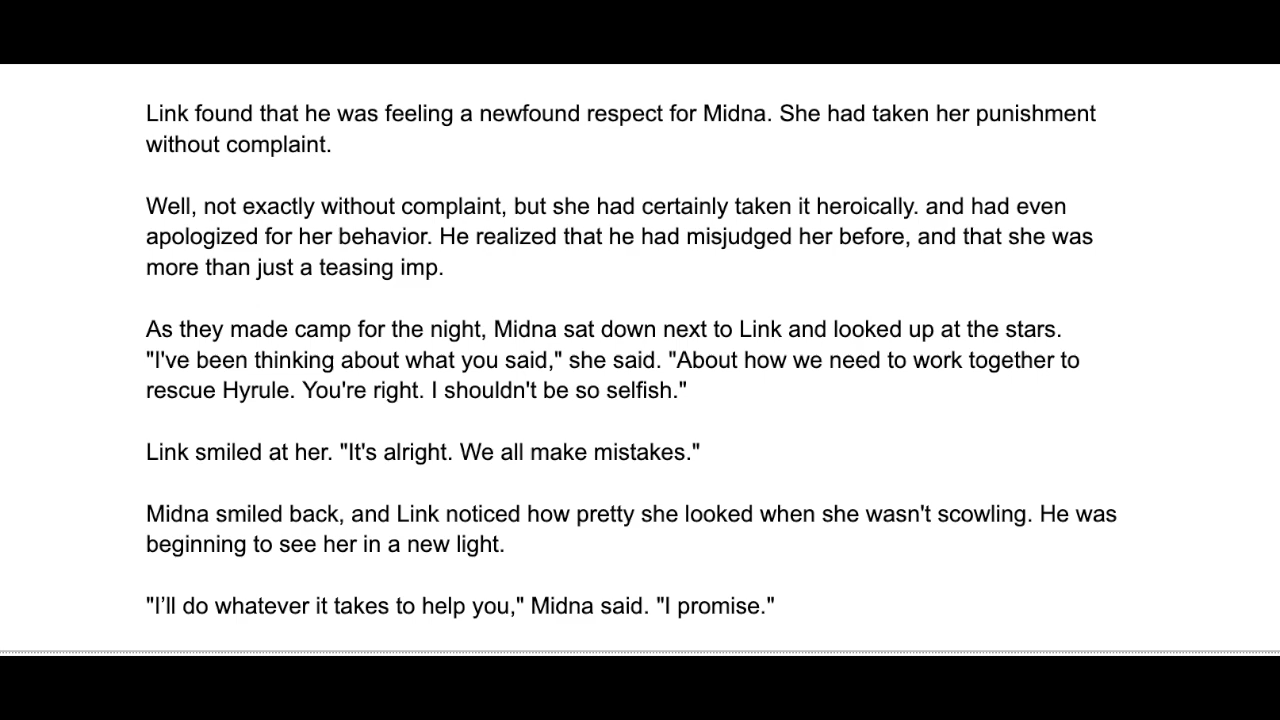 Link found that he was feeling a newfound respect for Midna. She had taken her punishment
without complaint.
Well, not exactly without complaint, but she had certainly taken it heroically. and had even
apologized for her behavior. He realized that he had misjudged her before, and that she was
more than just a teasing imp.
As they made camp for the night, Midna sat down next to Link and looked up at the stars.
"I've been thinking about what you said," she said. "About how we need to work together to
rescue Hyrule. You're right. I shouldn't be so selfish."
Link smiled at her. "It's alright. We all make mistakes."
Midna smiled back, and Link noticed how pretty she looked when she wasn't scowling. He was
beginning to see her in a new light.
"I’ll do whatever it takes to help you," Midna said. "I promise."